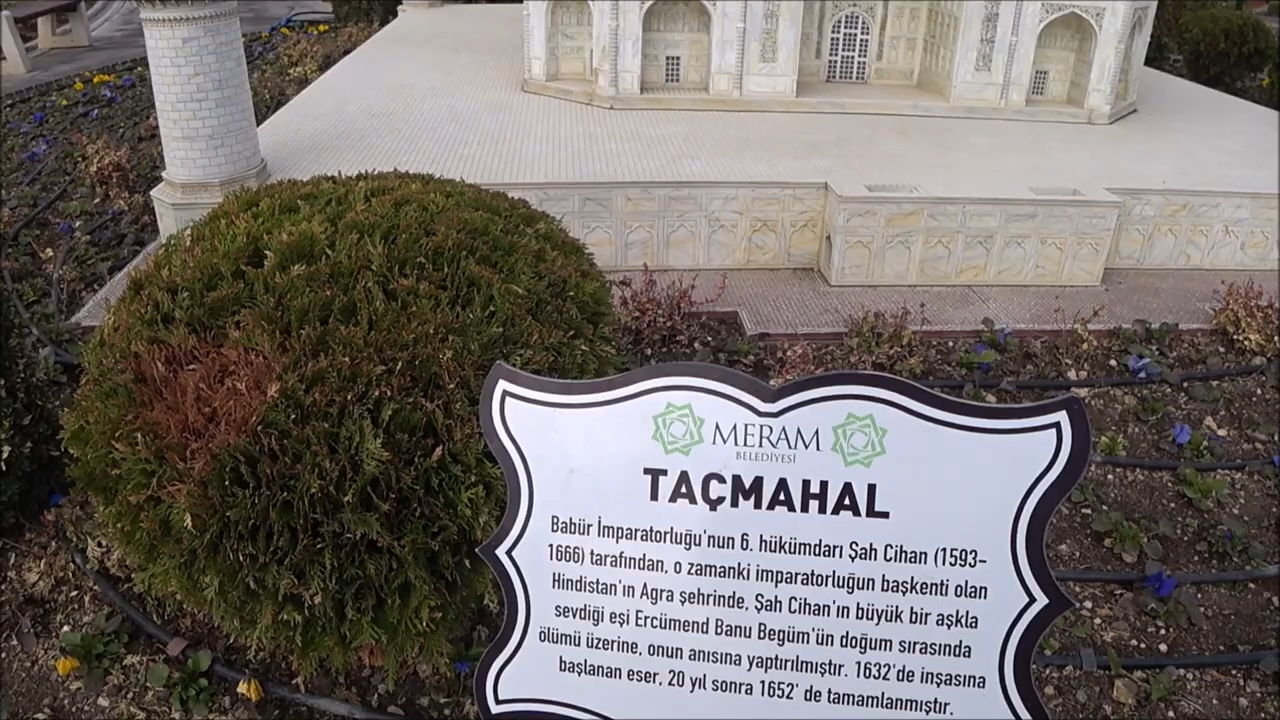 MERAM
BELEDİYESİ
TAÇMAHAL
Babür İmparatorluğu'nun 6. hükümdarı Şah Cihan (1593-
1666) tarafından, o zamanki imparatorluğun başkenti olan
Hindistan'ın Agra şehrinde, Şah Cihan'ın büyük bir aşkla
sevdiği eşi Ercümend Banu Begüm'ün doğum sırasında
ölümü üzerine, onun anısına yaptırılmıştır. 1632'de inşasına
başlanan eser, 20 yıl sonra 1652' de tamamlanmıştır.